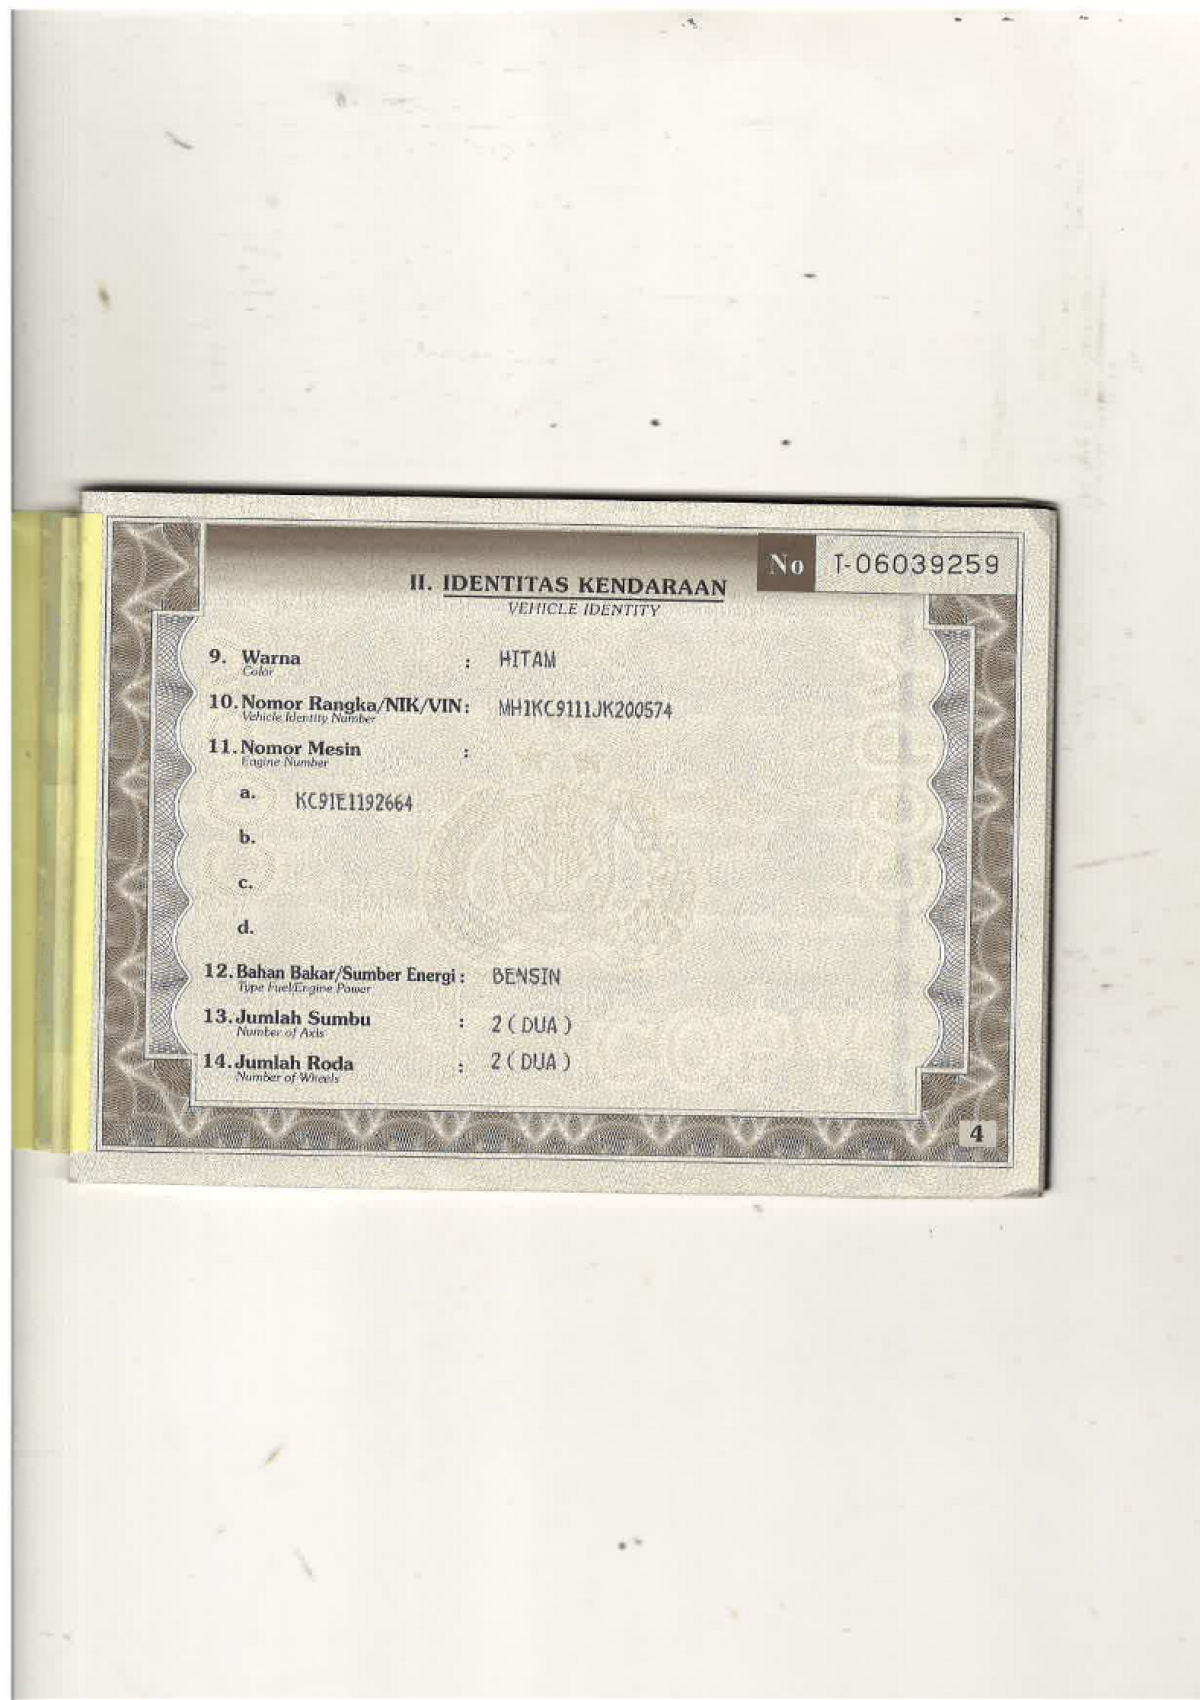 No T-06039259
II. IDENTITAS KENDARAAN
VEHICLE IDENTITY
9. Warna : HITAM
Color
10. Nomor Rangka/NIK/VIN : MH1KC9111JK200574
Vehicle Identity Number
11. Nomor Mesin :
Engine Number
a. KC91E1192664
b.
c.
d.
12. Bahan Bakar/Sumber Energi : BENSIN
Type Fuel/Engine Power
13. Jumlah Sumbu : 2 ( DUA )
Number of Axis
14. Jumlah Roda : 2 ( DUA )
Number of Wheels
4